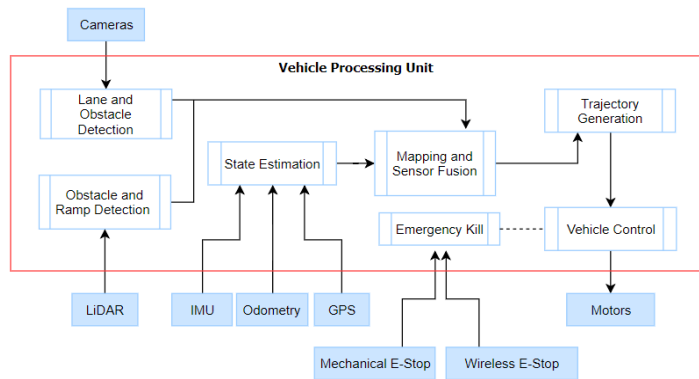 Cameras
Vehicle Processing Unit
Lane and
Obstacle
Detection
Trajectory
Generation
State Estimation
Mapping and
Sensor Fusion
Obstacle and
Ramp Detection
Emergency Kill
Vehicle Control
LiDAR
IMU
Odometry
GPS
Motors
Mechanical E-Stop
Wireless E-Stop